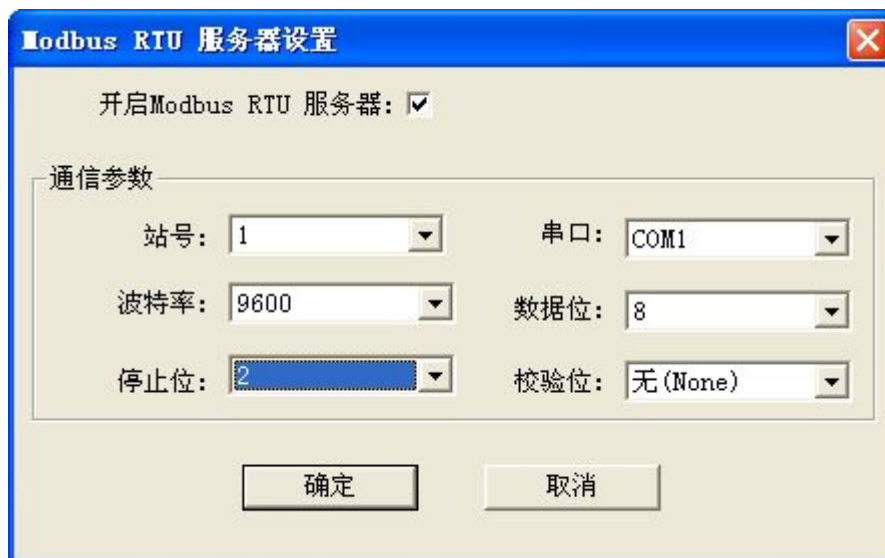 Modbus RTU 服务器设置
开启Modbus RTU 服务器:
通信参数
站号: 1 串口: COM1
波特率: 9600 数据位: 8
停止位: 2 校验位: 无(None)
确定 取消